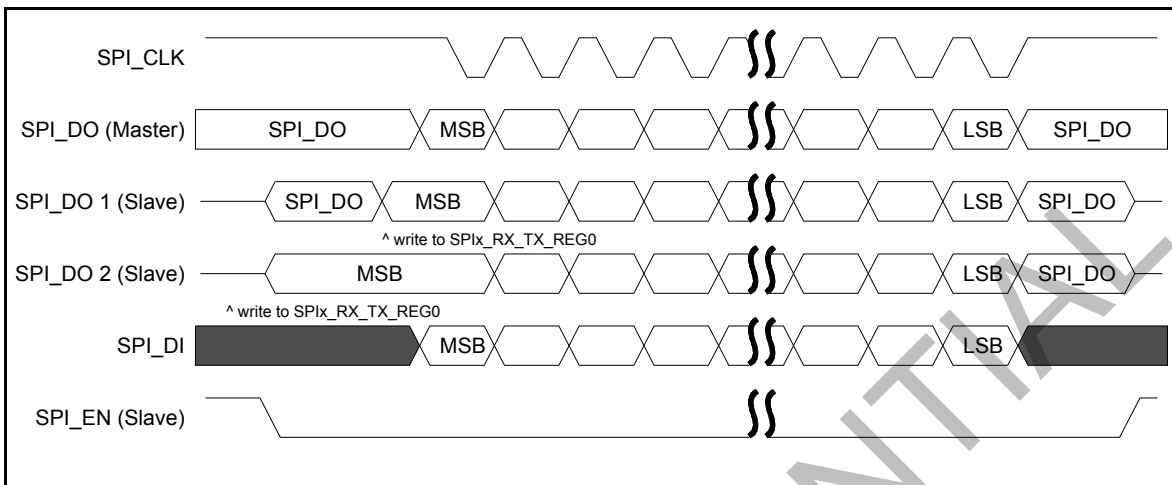 SPI_CLK
SPI_DO (Master) SPI_DO MSB LSB SPI_DO
SPI_DO 1 (Slave) SPI_DO MSB LSB SPI_DO
^ write to SPIx_RX_TX_REG0
SPI_DO 2 (Slave) MSB LSB SPI_DO
^ write to SPIx_RX_TX_REG0
SPI_DI MSB LSB
SPI_EN (Slave)